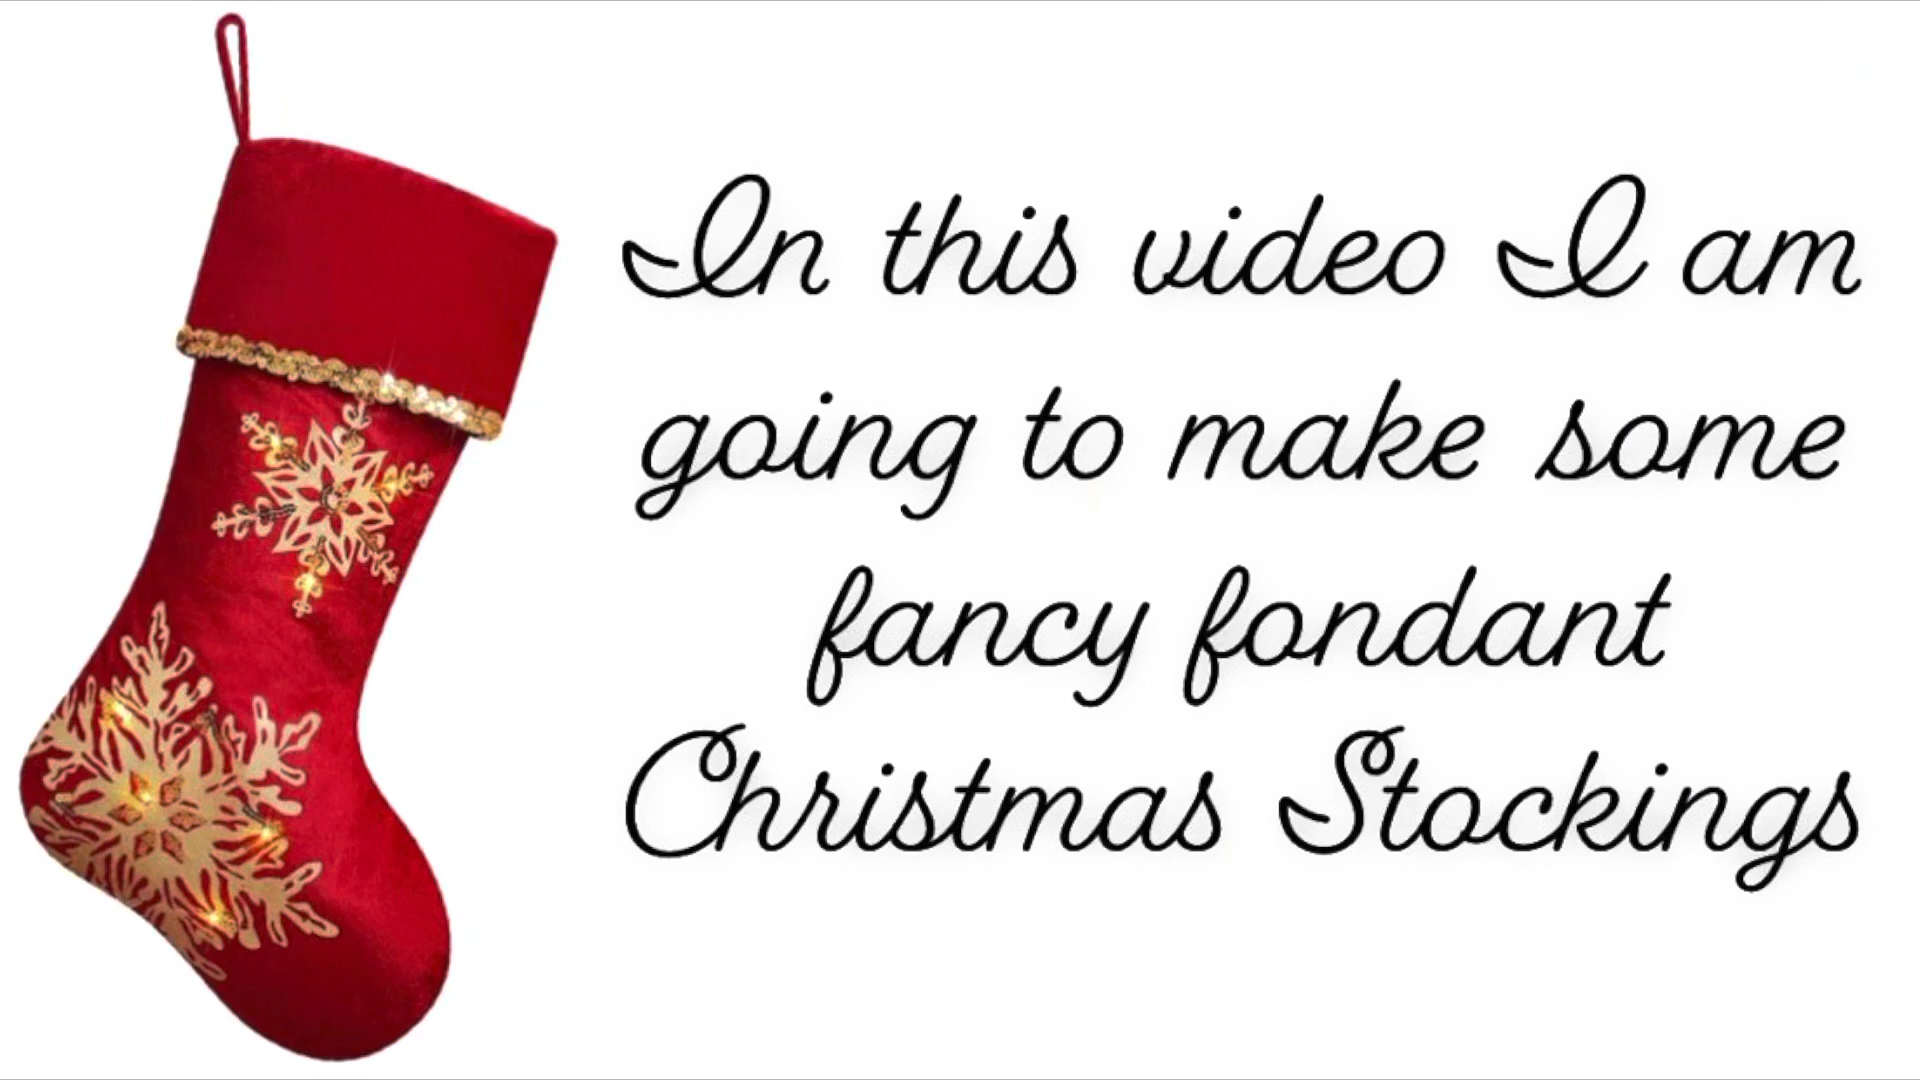 In this video I am
going to make some
fancy fondant
Christmas Stockings